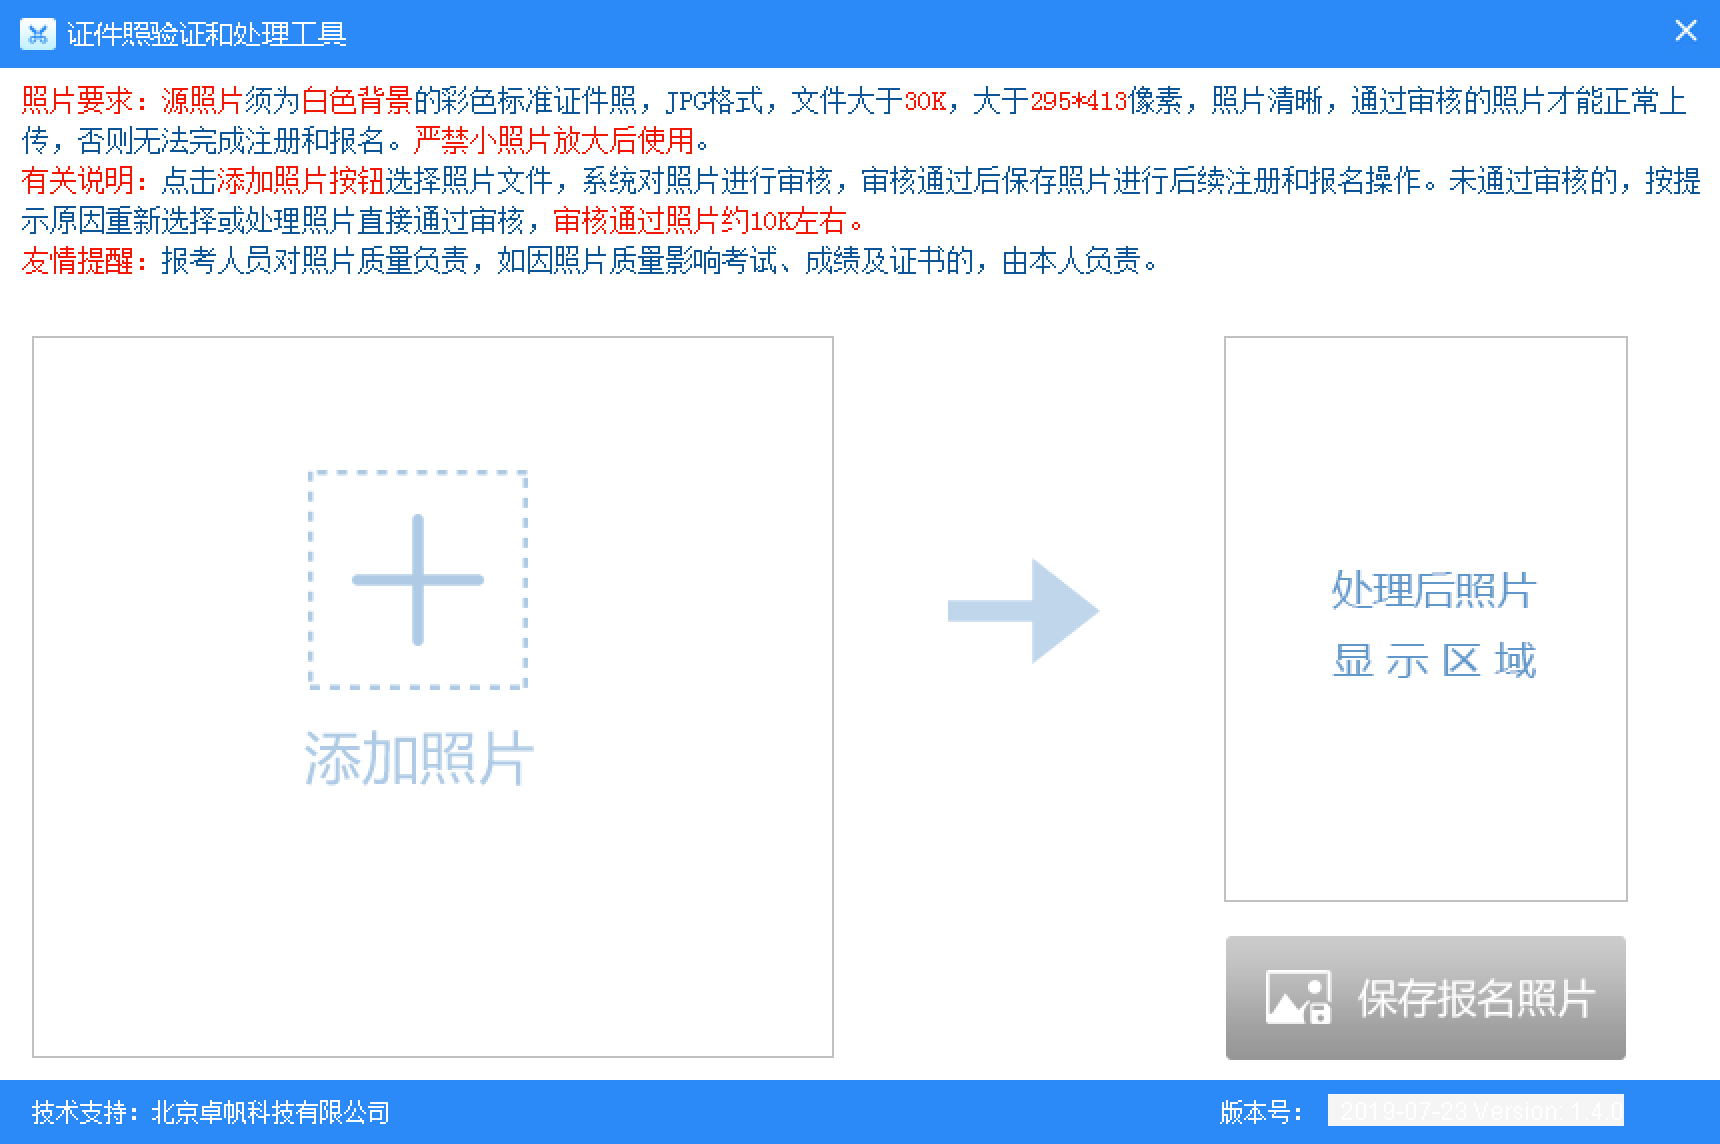 证件照验证和处理工具
照片要求：源照片须为白色背景的彩色标准证件照，JPG格式，文件大于30K，大于295*413像素，照片清晰，通过审核的照片才能正常上
传，否则无法完成注册和报名。严禁小照片放大后使用。
有关说明：点击添加照片按钮选择照片文件，系统对照片进行审核，审核通过后保存照片进行后续注册和报名操作。未通过审核的，按提
示原因重新选择或处理照片直接通过审核，审核通过照片约10K左右。
友情提醒：报考人员对照片质量负责，如因照片质量影响考试、成绩及证书的，由本人负责。
添加照片
处理后照片
显示区域
保存报名照片
技术支持：北京卓帆科技有限公司
版本号： 2019-07-23 Version: 1.4.0